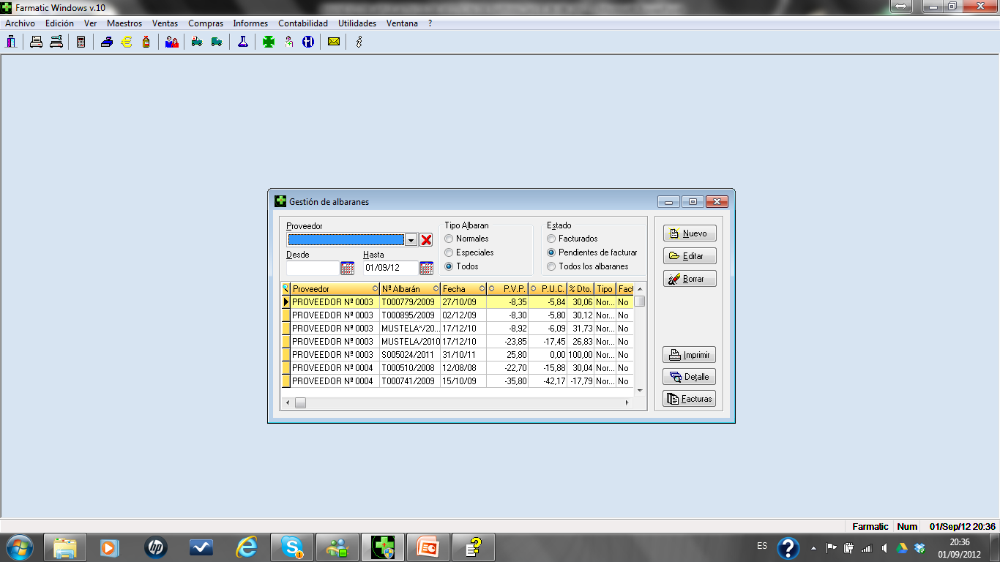 Farmatic Windows v.10
Archivo Edición Ver Maestros Ventas Compras Informes Contabilidad Utilidades Ventana ?
Gestión de albaranes
Proveedor
Desde Hasta
01/09/12
Tipo Albaran
Normales
Especiales
Todos
Estado
Facturados
Pendientes de facturar
Todos los albaranes
Proveedor Nº Albarán Fecha P.V.P. P.U.C. % Dto. Tipo Fact
PROVEEDOR Nº 0003 T000779/2009 27/10/09 -8,35 -5,84 30,06 Nor... No
PROVEEDOR Nº 0003 T000895/2009 02/12/09 -8,30 -5,80 30,12 Nor... No
PROVEEDOR Nº 0003 MUSTELA*/20... 17/12/10 -8,92 -6,09 31,73 Nor... No
PROVEEDOR Nº 0003 MUSTELA/2010 17/12/10 -23,85 -17,45 26,83 Nor... No
PROVEEDOR Nº 0003 S005024/2011 31/10/11 25,80 0,00 100,00 Nor... No
PROVEEDOR Nº 0004 T000510/2008 12/08/08 -22,70 -15,88 30,04 Nor... No
PROVEEDOR Nº 0004 T000741/2009 15/10/09 -35,80 -42,17 -17,79 Nor... No
Nuevo
Editar
Borrar
Imprimir
Detalle
Facturas
Farmatic Num 01/Sep/12 20:36
hp
S 1
ES
20:36
01/09/2012